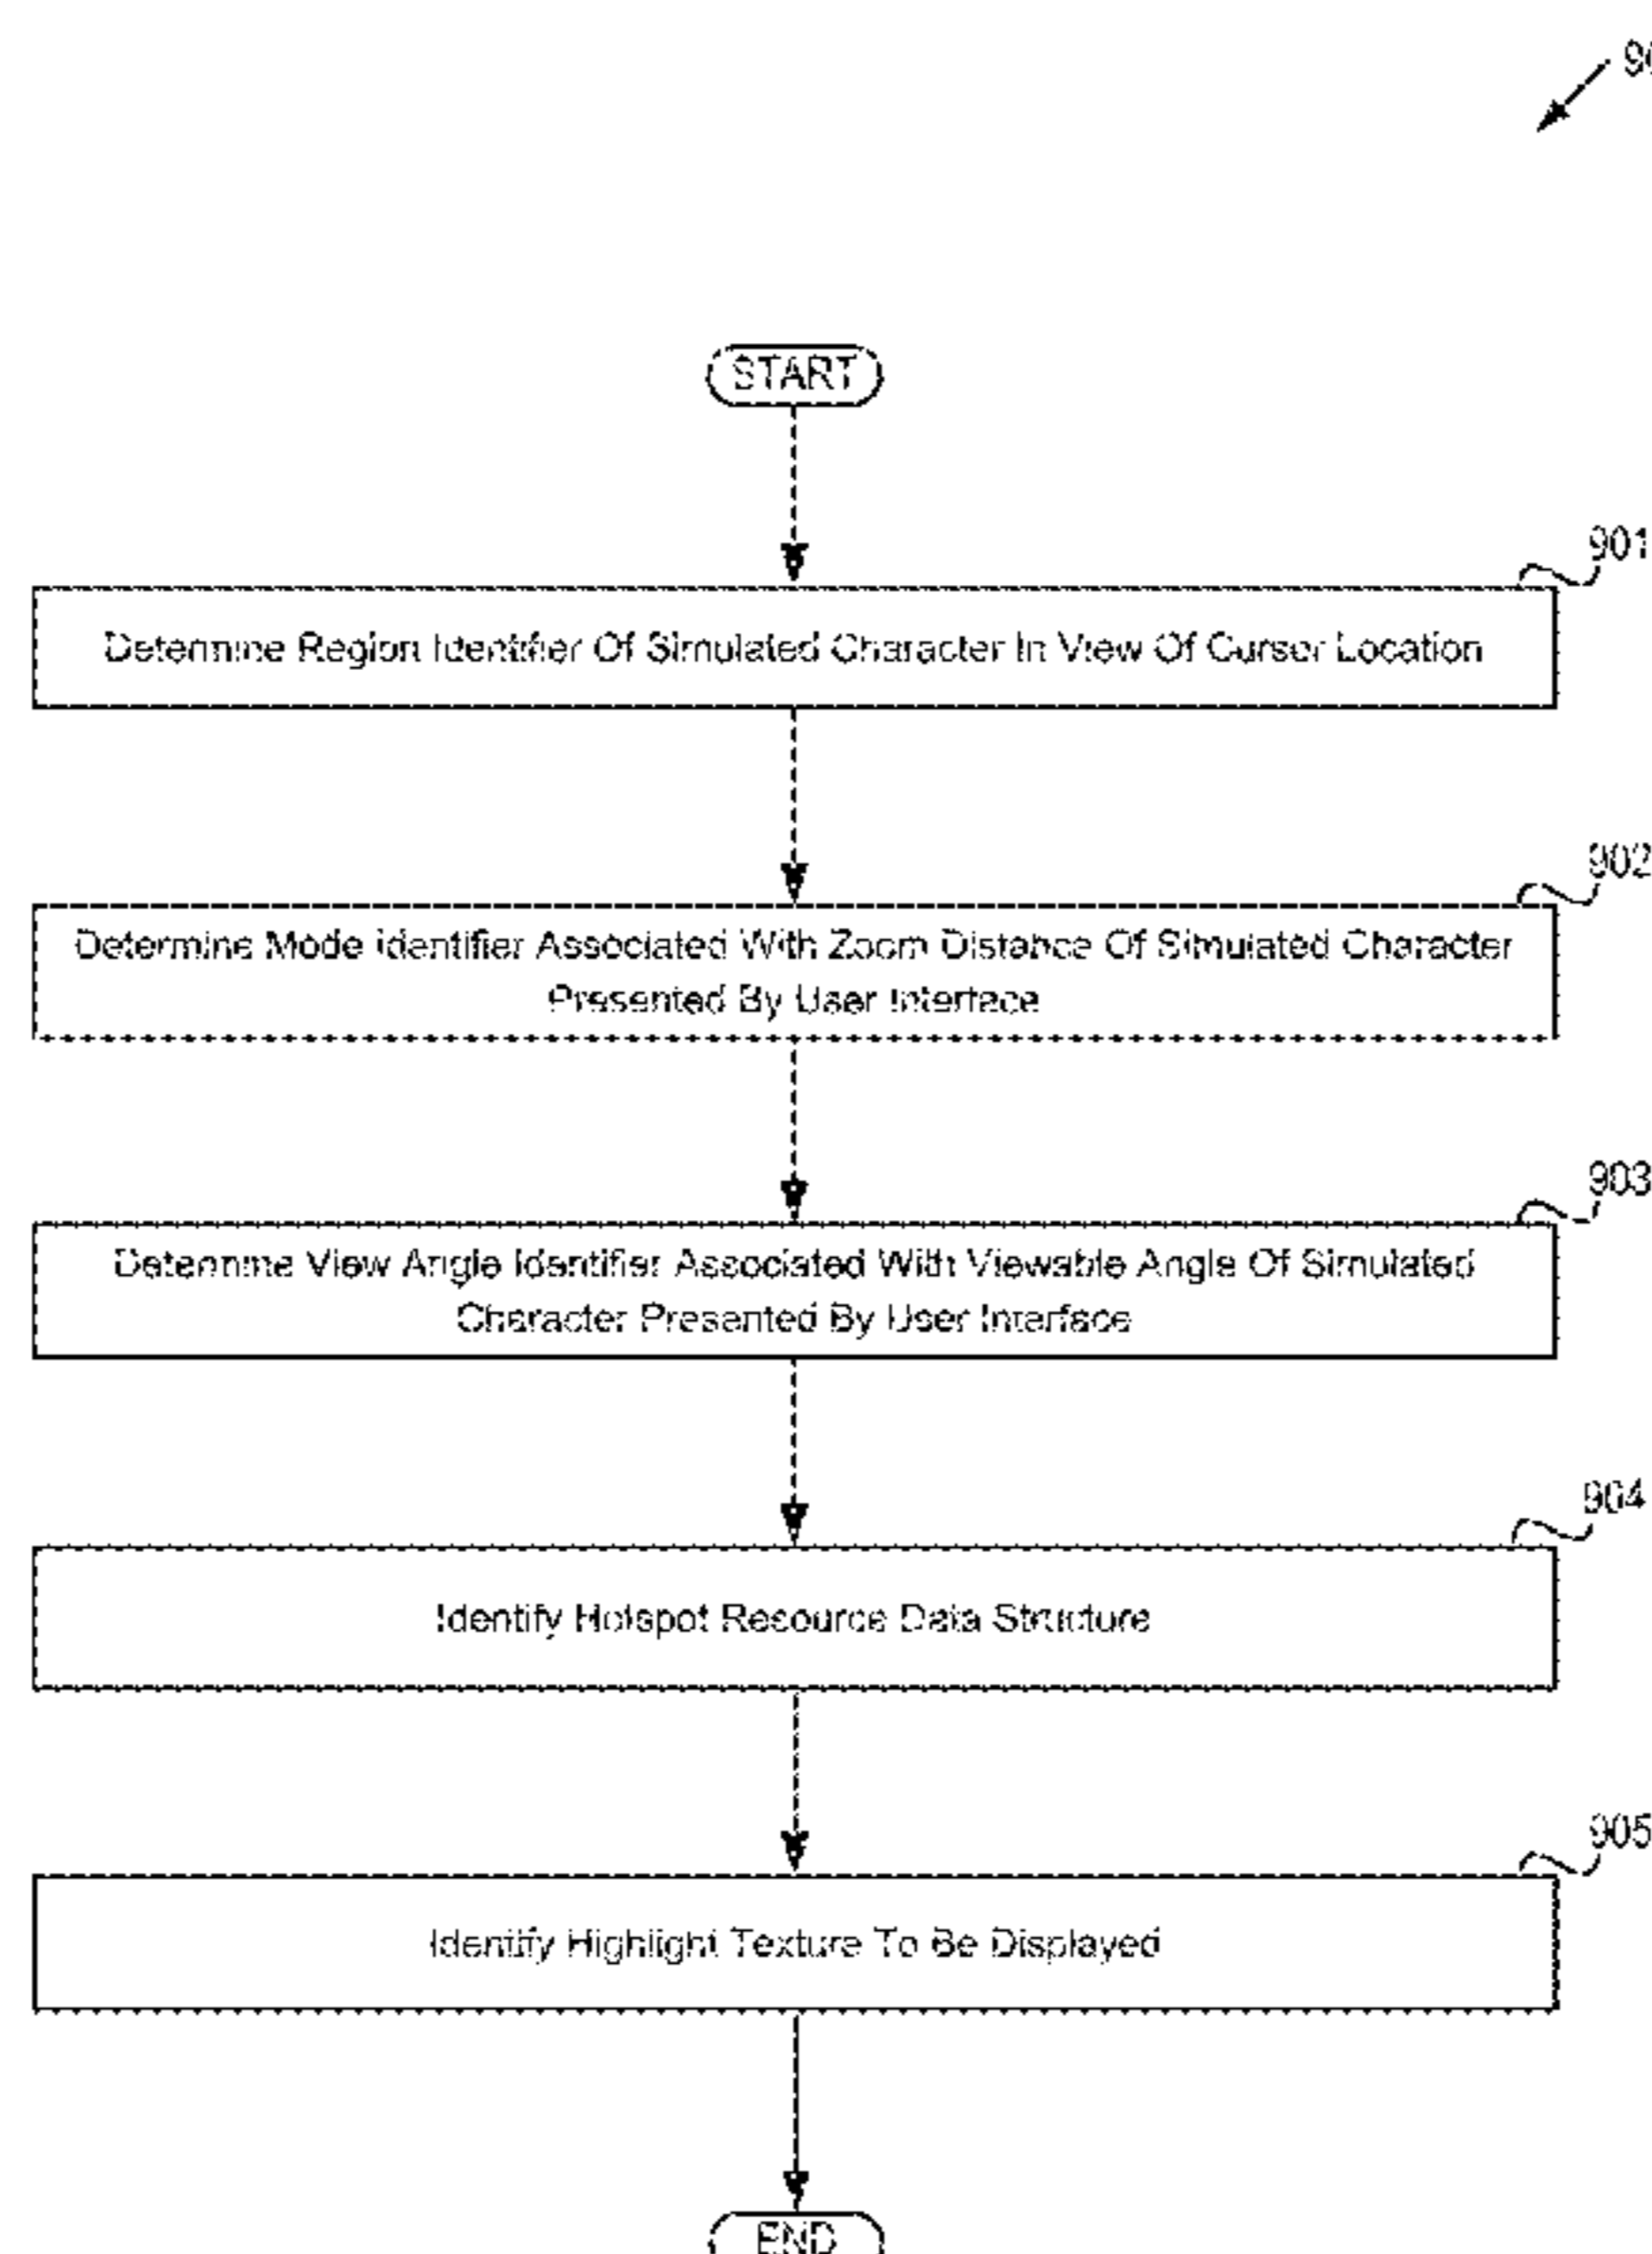 90
START
901
Determine Region Identifier Of Simulated Character In View Of Cursor Location
902
Determine Mode Identifier Associated With Zoom Distance Of Simulated Character
Presented By User Interface
903
Determine View Angle Identifier Associated With Viewable Angle Of Simulated
Character Presented By User Interface
904
Identify Hotspot Resource Data Structure
905
Identify Highlight Texture To Be Displayed
END